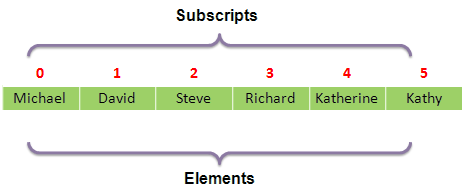 Subscripts
0 1 2 3 4 5
Michael David Steve Richard Katherine Kathy
Elements